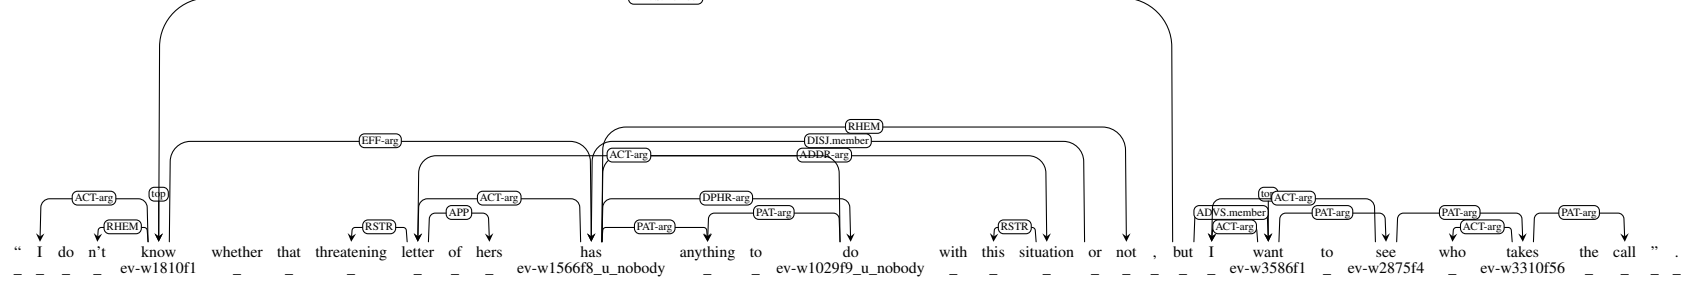 RHEM
DISJ.member
EFF-arg
ACT-arg ADDR-arg
ACT-arg top ACT-arg DPHR-arg top ACT-arg
APP PAT-arg ADVS.member PAT-arg PAT-arg PAT-arg
RHEM RSTR PAT-arg RSTR ACT-arg ACT-arg
“ I do n’t know whether that threatening letter of hers has anything to do with this situation or not , but I want to see who takes the call ” .
_ _ _ _ ev-w1810f1 _ _ _ _ _ _ ev-w1566f8_u_nobody _ _ ev-w1029f9_u_nobody _ _ _ _ _ _ _ _ ev-w3586f1 _ ev-w2875f4 _ ev-w3310f56 _ _ _ _